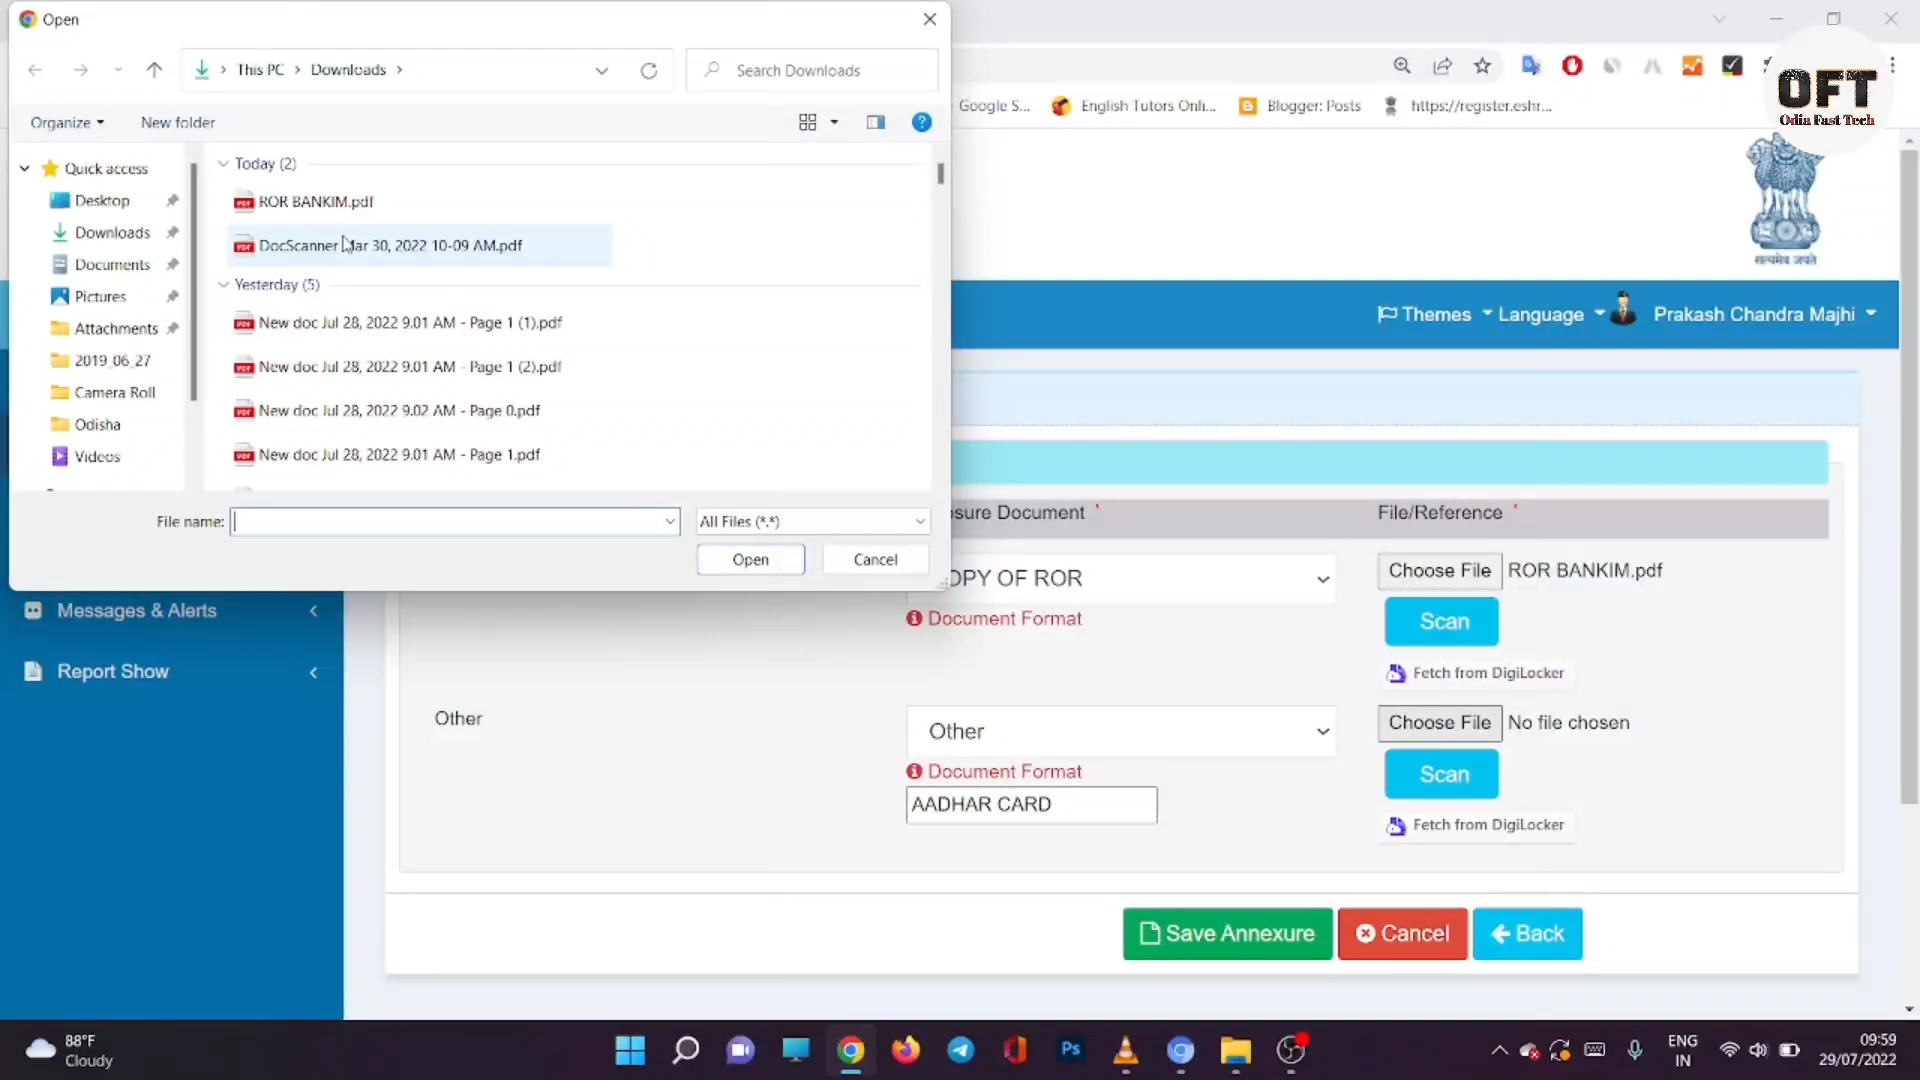 Open
This PC > Downloads >
Search Downloads
Organize
New folder
Quick access
Desktop
Downloads
Documents
Pictures
Attachments
2019_06_27
Camera Roll
Odisha
Videos
Today (2)
ROR BANKIM.pdf
DocScanner Mar 30, 2022 10-09 AM.pdf
Yesterday (5)
New doc Jul 28, 2022 9.01 AM - Page 1 (1).pdf
New doc Jul 28, 2022 9.01 AM - Page 1 (2).pdf
New doc Jul 28, 2022 9.02 AM - Page 0.pdf
New doc Jul 28, 2022 9.01 AM - Page 1.pdf
File name:
All Files (*.*)
Open
Cancel
Google S...
English Tutors Onli...
Blogger: Posts
https://register.eshr...
OFT
Odia Fast Tech
सत्यमेव जयते
Themes
Language
Prakash Chandra Majhi
sure Document '
File/Reference '
OPY OF ROR
Choose File ROR BANKIM.pdf
Document Format
Scan
Fetch from DigiLocker
Messages & Alerts
Report Show
Other
Other
Choose File No file chosen
Document Format
Scan
AADHAR CARD
Fetch from DigiLocker
Save Annexure
Cancel
Back
88°F
Cloudy
Ps
ENG
IN
09:59
29/07/2022